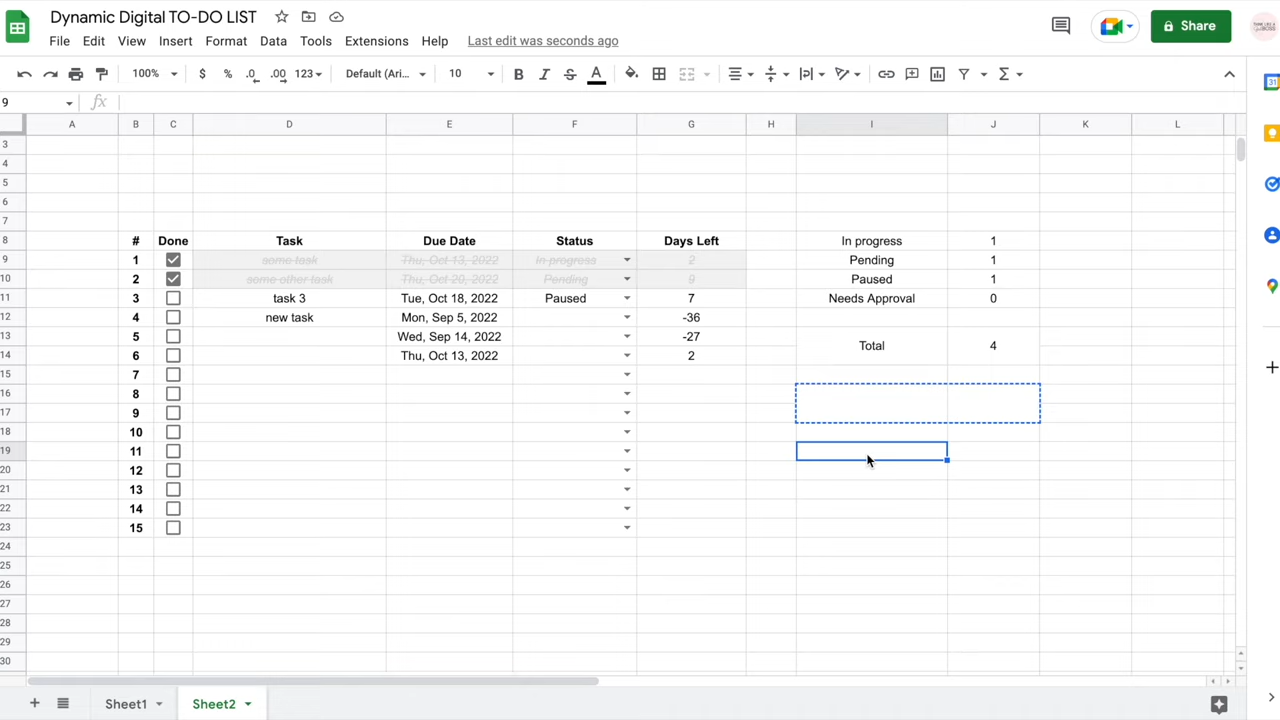 Dynamic Digital TO-DO LIST
File Edit View Insert Format Data Tools Extensions Help Last edit was seconds ago
Share
100% $ % .0 .00 123 Default (Ari... 10 B I S A
9 fx
A B C D E F G H I J K L
3
4
5
6
7
8 # Done Task Due Date Status Days Left In progress 1
9 1 some task Thu, Oct 13, 2022 In progress 2 Pending 1
10 2 some other task Thu, Oct 20, 2022 Pending 9 Paused 1
11 3 task 3 Tue, Oct 18, 2022 Paused 7 Needs Approval 0
12 4 new task Mon, Sep 5, 2022 -36
13 5 Wed, Sep 14, 2022 -27
Total 4
14 6 Thu, Oct 13, 2022 2
15 7
16 8
17 9
18 10
19 11
20 12
21 13
22 14
23 15
24
25
26
27
28
29
30
Sheet1 Sheet2
31